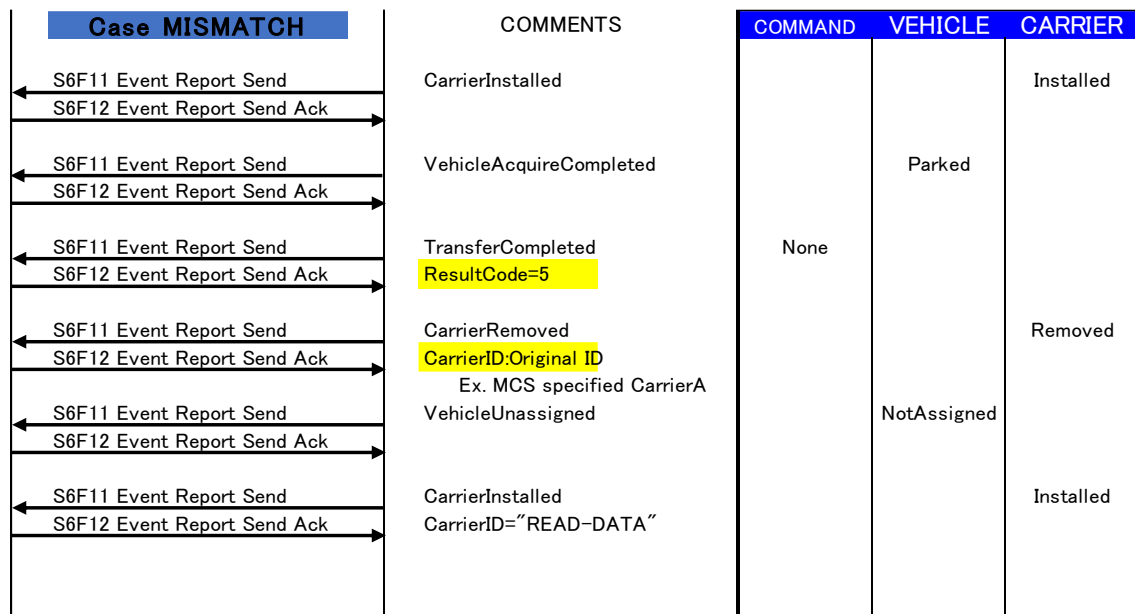 Case MISMATCH COMMENTS COMMAND VEHICLE CARRIER
S6F11 Event Report Send CarrierInstalled Installed
S6F12 Event Report Send Ack
S6F11 Event Report Send VehicleAcquireCompleted Parked
S6F12 Event Report Send Ack
S6F11 Event Report Send TransferCompleted None
S6F12 Event Report Send Ack ResultCode=5
S6F11 Event Report Send CarrierRemoved Removed
S6F12 Event Report Send Ack CarrierID:Original ID
Ex. MCS specified CarrierA
S6F11 Event Report Send VehicleUnassigned NotAssigned
S6F12 Event Report Send Ack
S6F11 Event Report Send CarrierInstalled Installed
S6F12 Event Report Send Ack CarrierID="READ-DATA"